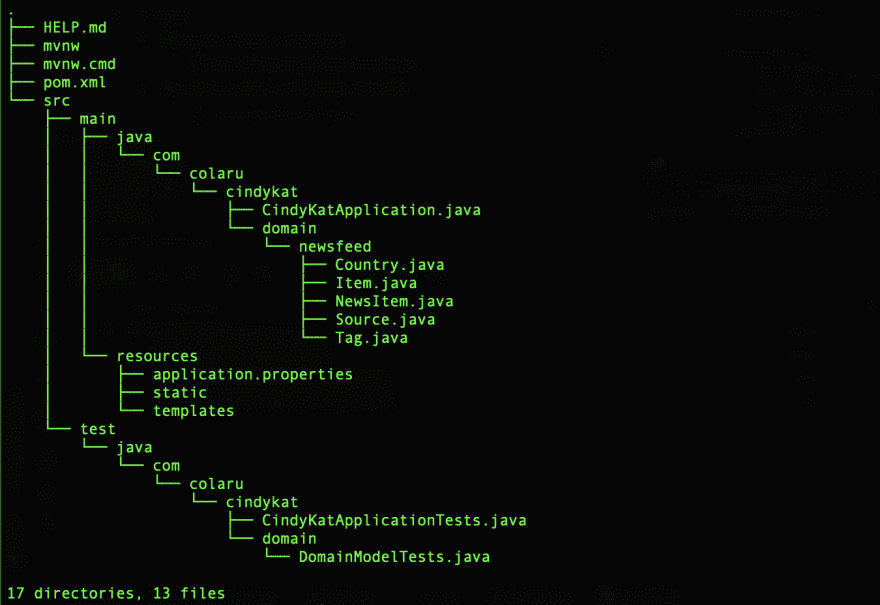 .
├── HELP.md
├── mvnw
├── mvnw.cmd
├── pom.xml
└── src
    ├── main
    │   ├── java
    │   │   └── com
    │   │       └── colaru
    │   │           └── cindykat
    │   │               ├── CindyKatApplication.java
    │   │               └── domain
    │   │                   └── newsfeed
    │   │                       ├── Country.java
    │   │                       ├── Item.java
    │   │                       ├── NewsItem.java
    │   │                       ├── Source.java
    │   │                       └── Tag.java
    │   └── resources
    │       ├── application.properties
    │       ├── static
    │       └── templates
    └── test
        └── java
            └── com
                └── colaru
                    └── cindykat
                        ├── CindyKatApplicationTests.java
                        └── domain
                            └── DomainModelTests.java
17 directories, 13 files